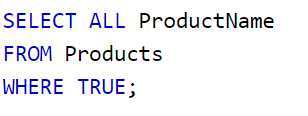 SELECT ALL ProductName
FROM Products
WHERE TRUE;